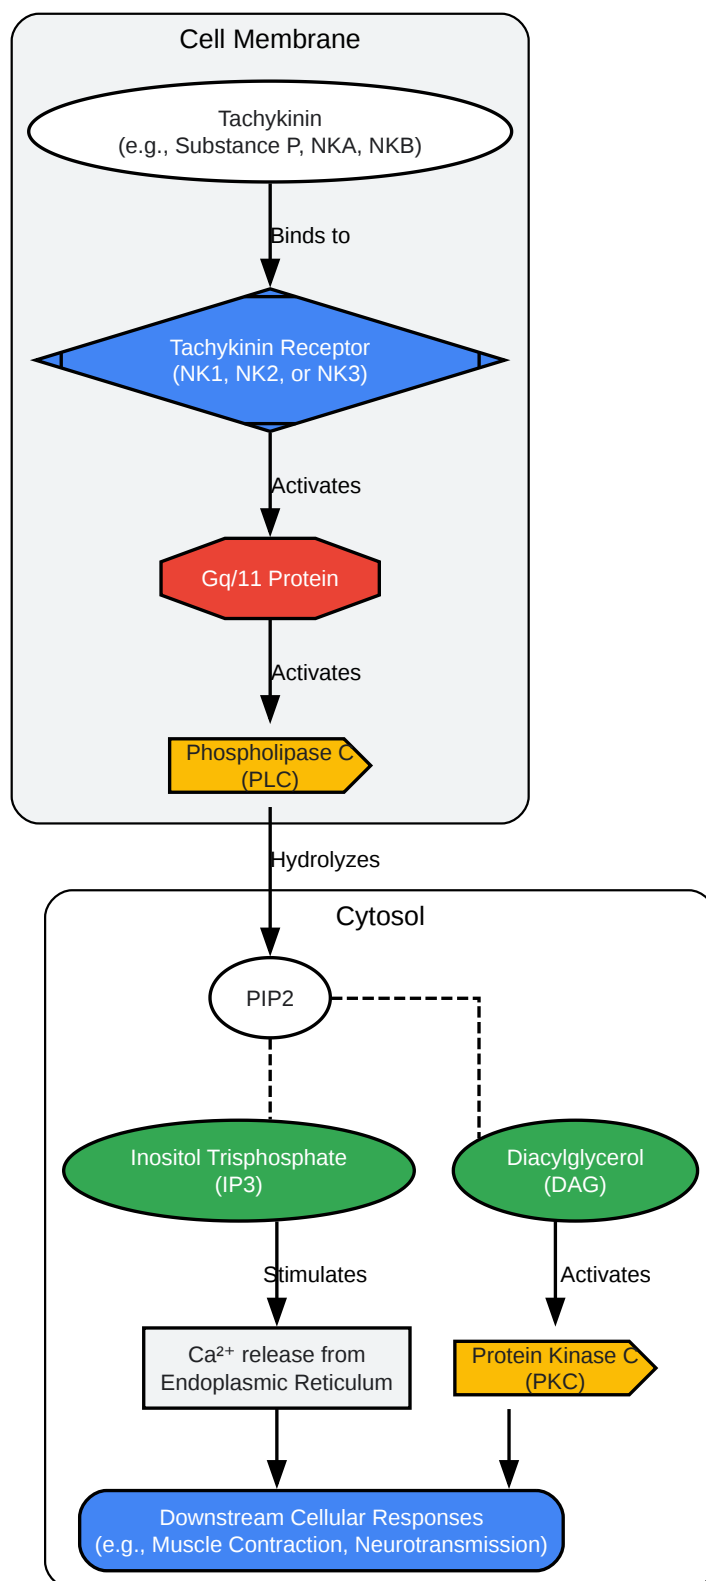 Cell Membrane
Tachykinin
(e.g., Substance P, NKA, NKB)
Binds to
Tachykinin Receptor
(NK1, NK2, or NK3)
Activates
Gq/11 Protein
Activates
Phospholipase C
(PLC)
Hydrolyzes
Cytosol
PIP2
Inositol Trisphosphate
(IP3)
Diacylglycerol
(DAG)
Stimulates
Activates
Ca²⁺ release from
Endoplasmic Reticulum
Protein Kinase C
(PKC)
Downstream Cellular Responses
(e.g., Muscle Contraction, Neurotransmission)